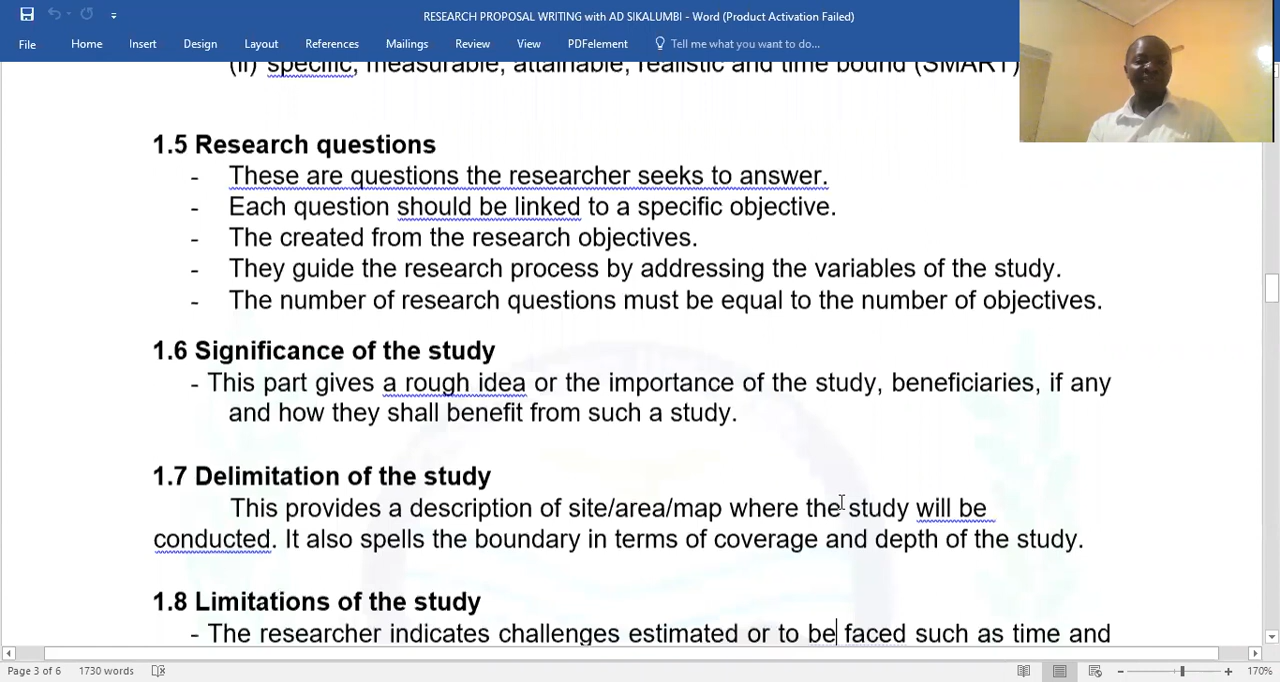 RESEARCH PROPOSAL WRITING with AD SIKALUMBI - Word (Product Activation Failed)
File Home Insert Design Layout References Mailings Review View PDFelement Tell me what you want to do...
(ii) specific, measurable, attainable, realistic and time bound (SMART)
1.5 Research questions
- These are questions the researcher seeks to answer.
- Each question should be linked to a specific objective.
- The created from the research objectives.
- They guide the research process by addressing the variables of the study.
- The number of research questions must be equal to the number of objectives.
1.6 Significance of the study
- This part gives a rough idea or the importance of the study, beneficiaries, if any
and how they shall benefit from such a study.
1.7 Delimitation of the study
This provides a description of site/area/map where the study will be
conducted. It also spells the boundary in terms of coverage and depth of the study.
1.8 Limitations of the study
- The researcher indicates challenges estimated or to be faced such as time and
Page 3 of 6 1730 words 170%